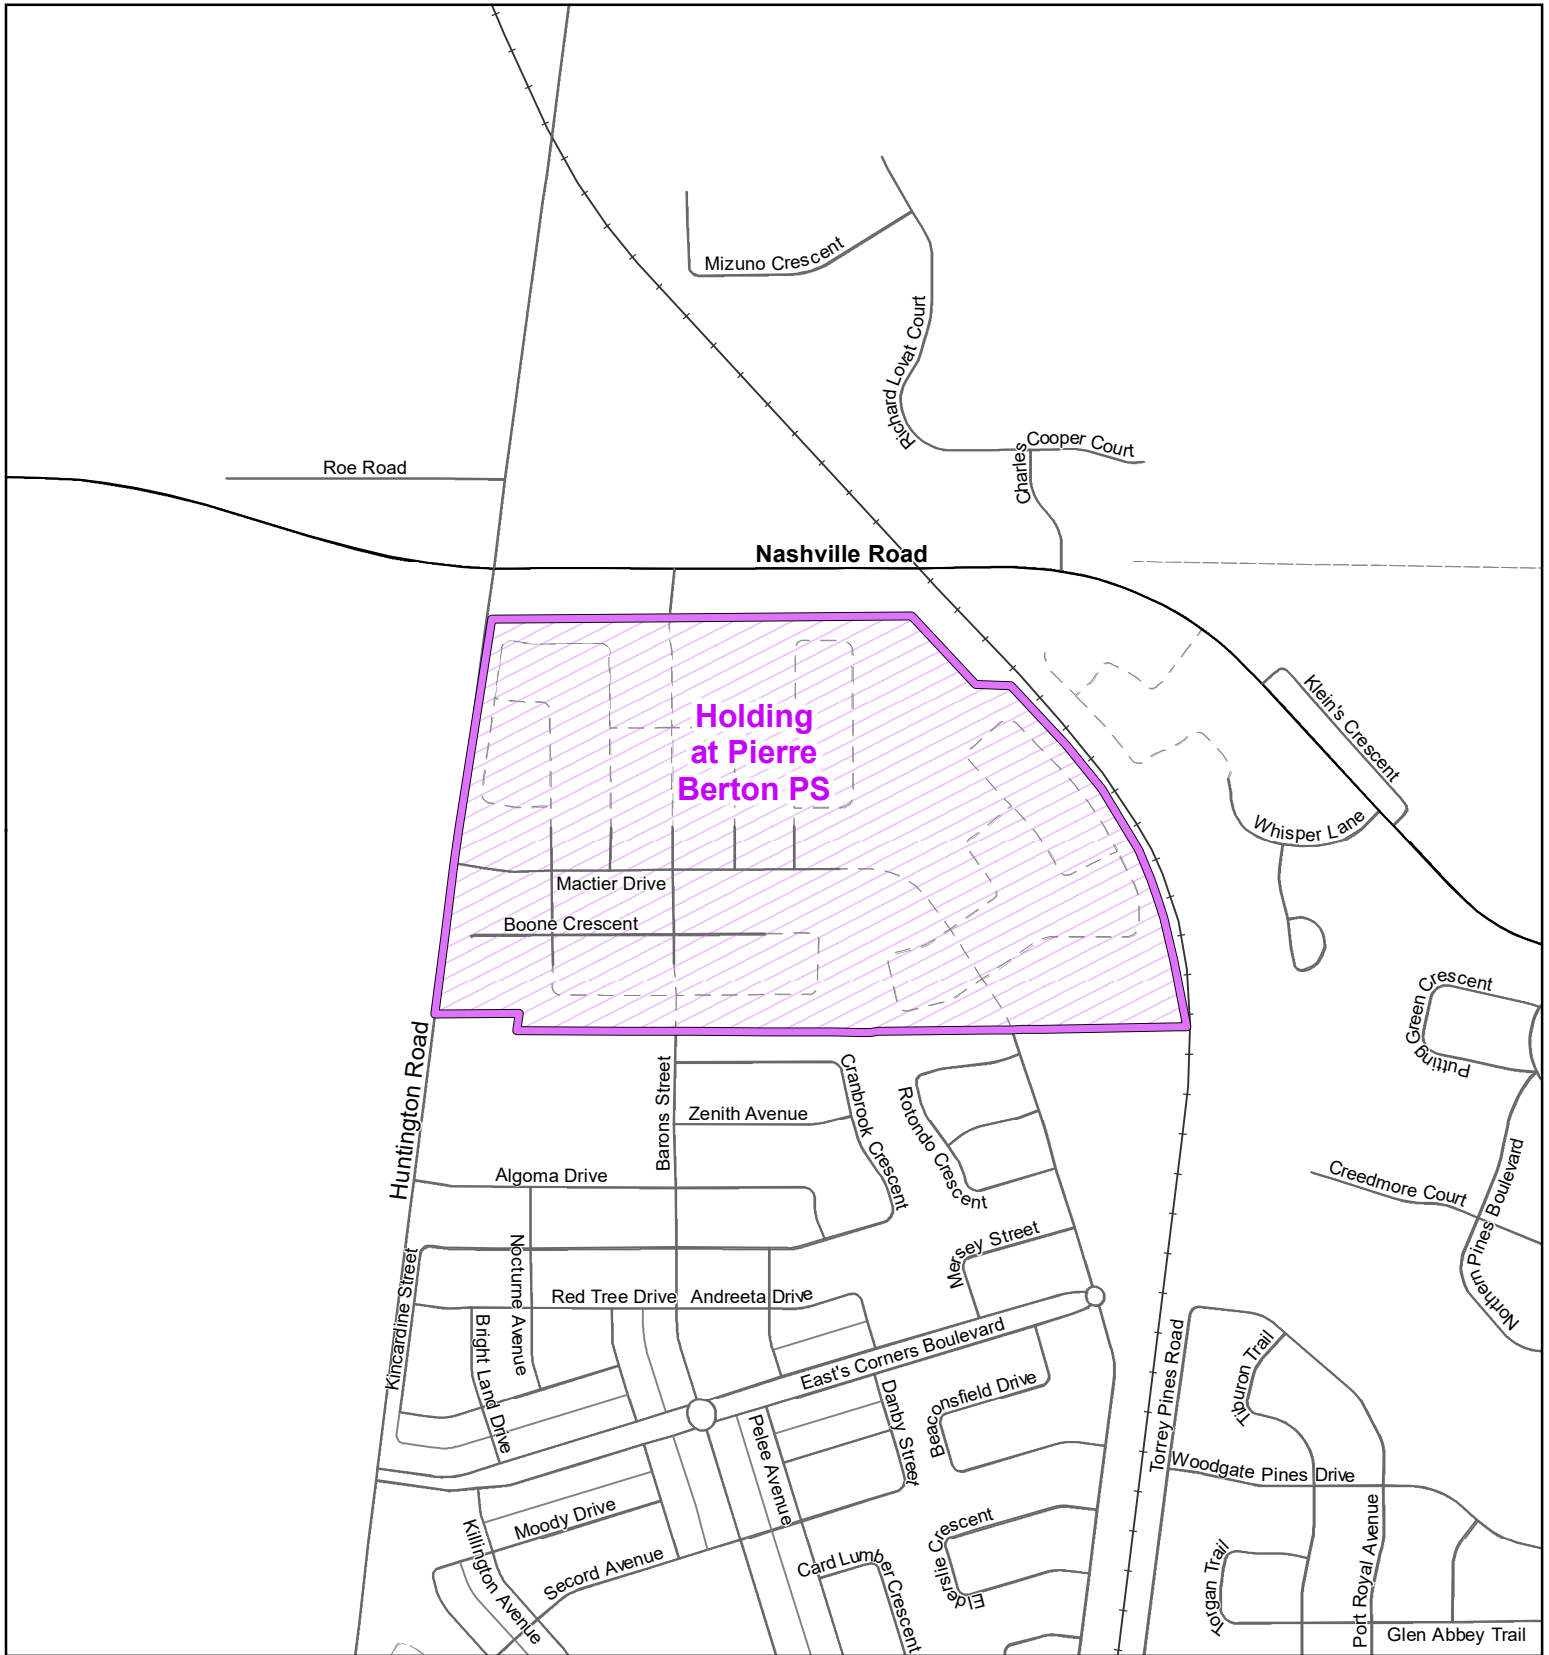 Mizuno Crescent
Richard Lovat Court
Cooper Court
Charles
Roe Road
Nashville Road
Klein's Crescent
Holding
at Pierre
Berton PS
Whisper Lane
Mactier Drive
Boone Crescent
Putting Green Crescent
Huntington Road
Barons Street
Cranbrook Crescent
Rotondo Crescent
Zenith Avenue
Algoma Drive
Creedmore Court
Northern Pines Boulevard
Mersey Street
Kincardine Street
Nocturne Avenue
Red Tree Drive
Andreeta Drive
Bright Land Drive
East's Corners Boulevard
Torrey Pines Road
Tiburon Trail
Beaconsfield Drive
Danby Street
Pelee Avenue
Woodgate Pines Drive
Moody Drive
Killington Avenue
Secord Avenue
Card Lumber Crescent
Elderslie Crescent
Torgan Trail
Port Royal Avenue
Glen Abbey Trail